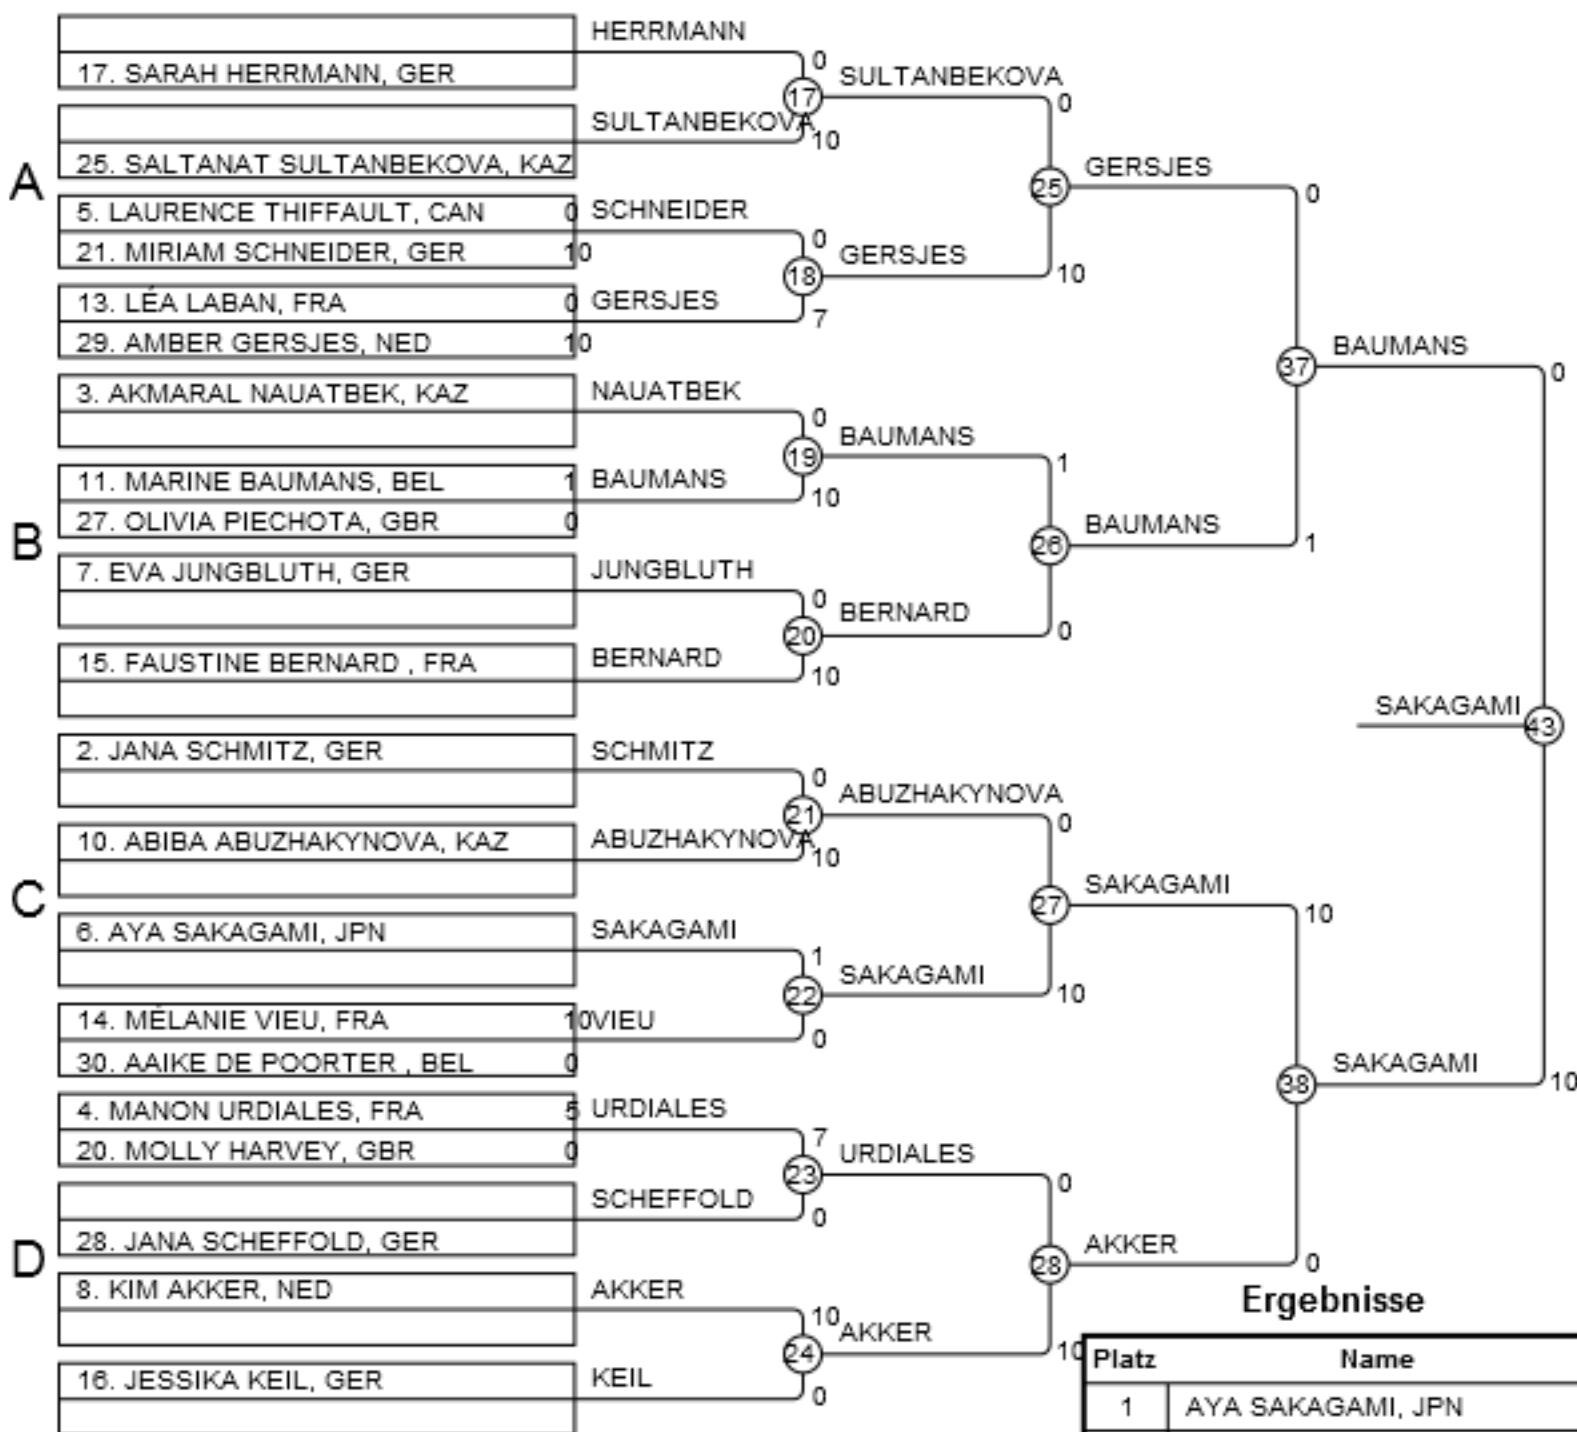 HERRMANN
0
17. SARAH HERRMANN, GER
SULTANBEKOVA
17
0
SULTANBEKOVA
10
25. SALTANAT SULTANBEKOVA, KAZ
A
GERSJES
25
0
5. LAURENCE THIFFAULT, CAN 0 SCHNEIDER
0
21. MIRIAM SCHNEIDER, GER 10
GERSJES
18
10
13. LÉA LABAN, FRA 0 GERSJES
7
29. AMBER GERSJES, NED 10
BAUMANS
37
0
3. AKMARAL NAUATBEK, KAZ NAUATBEK
0
BAUMANS
19
1
11. MARINE BAUMANS, BEL 1 BAUMANS
10
27. OLIVIA PIECHOTA, GBR 0
B
BAUMANS
26
1
7. EVA JUNGBLUTH, GER JUNGBLUTH
0
BERNARD
20
0
15. FAUSTINE BERNARD , FRA BERNARD
10
SAKAGAMI
43
2. JANA SCHMITZ, GER SCHMITZ
0
ABUZHAKYNOVA
21
0
10. ABIBA ABUZHAKYNOVA, KAZ ABUZHAKYNOVA
10
C
SAKAGAMI
27
10
6. AYA SAKAGAMI, JPN SAKAGAMI
1
SAKAGAMI
22
10
14. MÉLANIE VIEU, FRA 10 VIEU
0
30. AAIKE DE POORTER , BEL 0
SAKAGAMI
38
10
4. MANON URDIALES, FRA 5 URDIALES
7
20. MOLLY HARVEY, GBR 0
URDIALES
23
0
SCHEFFOLD
0
28. JANA SCHEFFOLD, GER
D
AKKER
28
0
8. KIM AKKER, NED AKKER
10
AKKER
24
10
16. JESSIKA KEIL, GER KEIL
0
Ergebnisse
Platz Name
1 AYA SAKAGAMI, JPN